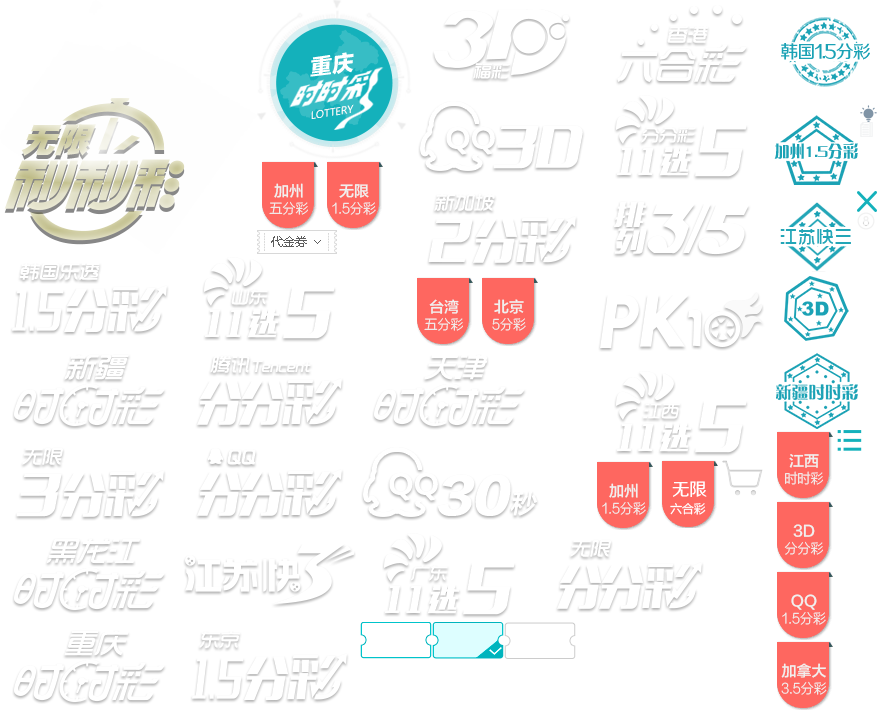 无限
秒秒彩
重庆
时时彩
LOTTERY
福彩
香港
六合彩
韩国1.5分彩
QQ3D
分分彩
11选5
加州1.5分彩
加州
五分彩
无限
1.5分彩
代金券
新加坡
2分彩
排列3/5
江苏快三
韩国乐透
1.5分彩
山东
11选5
台湾
五分彩
北京
5分彩
PK10
3D
新疆
时时彩
腾讯Tencent
分分彩
天津
时时彩
江西
11选5
新疆时时彩
江西
时时彩
无限
3分彩
QQ
分分彩
QQ30秒
加州
1.5分彩
无限
六合彩
3D
分分彩
黑龙江
时时彩
江苏快3
广东
11选5
无限
分分彩
QQ
1.5分彩
重庆
时时彩
东京
1.5分彩
加拿大
3.5分彩